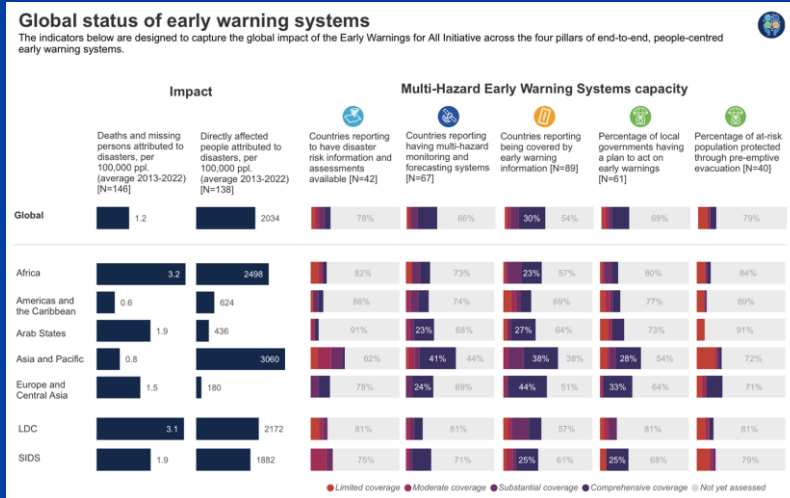 Global status of early warning systems
The indicators below are designed to capture the global impact of the Early Warnings for All Initiative across the four pillars of end-to-end, people-centred
early warning systems.
Impact
Multi-Hazard Early Warning Systems capacity
Deaths and missing
persons attributed to
disasters, per
100,000 ppl.
(average 2013-2022)
[N=146]
Directly affected
people attributed to
disasters, per
100,000 ppl.
(average 2013-2022)
[N=138]
Countries reporting
to have disaster
risk information and
assessments
available [N=42]
Countries reporting
having multi-hazard
monitoring and
forecasting systems
[N=67]
Countries reporting
being covered by
early warning
information [N=89]
Percentage of local
governments having
a plan to act on
early warnings
[N=61]
Percentage of at-risk
population protected
through pre-emptive
evacuation [N=40]
Global 1.2 2034 78% 66% 30% 54% 69% 79%
Africa 3.2 2498 82% 73% 23% 57% 80% 84%
Americas and
the Caribbean 0.6 624 86% 74% 69% 77% 89%
Arab States 1.9 436 91% 23% 68% 27% 64% 73% 91%
Asia and Pacific 0.8 3060 62% 41% 44% 38% 38% 28% 54% 72%
Europe and
Central Asia 1.5 180 78% 24% 69% 44% 51% 33% 64% 71%
LDC 3.1 2172 81% 81% 57% 81% 81%
SIDS 1.9 1882 75% 71% 25% 61% 25% 68% 79%
Limited coverage Moderate coverage Substantial coverage Comprehensive coverage Not yet assessed